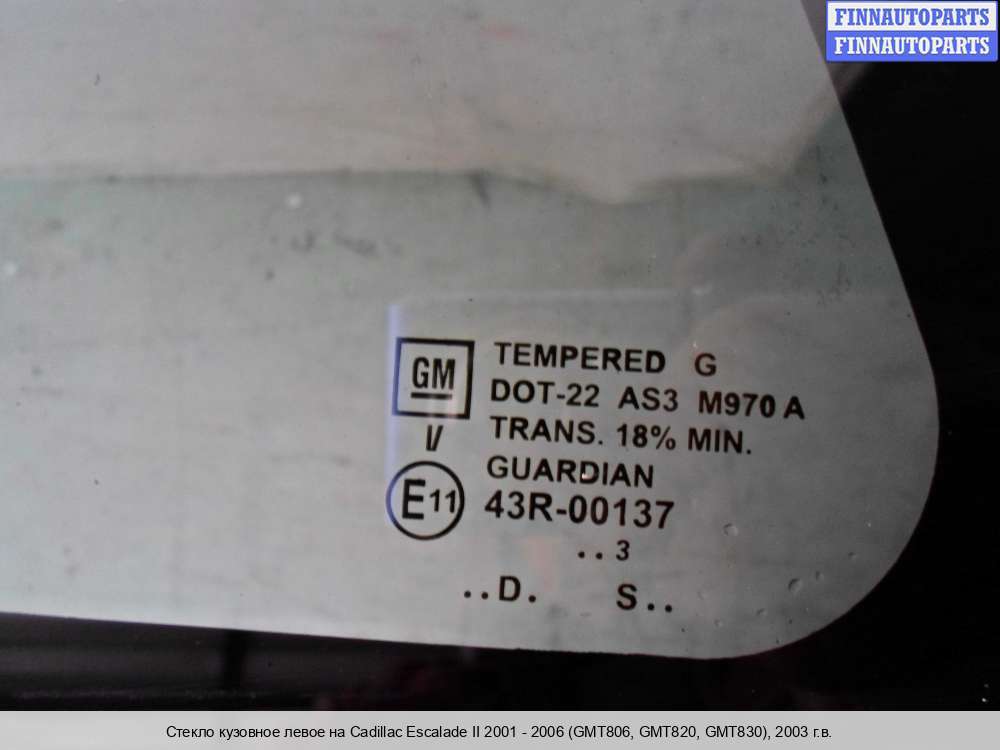 FINNAUTOPARTS
FINNAUTOPARTS
GM
TEMPERED G
DOT-22 AS3 M970 A
TRANS. 18% MIN.
V
GUARDIAN
E11
43R-00137
..3
..D. S..
Стекло кузовное левое на Cadillac Escalade II 2001 - 2006 (GMT806, GMT820, GMT830), 2003 г.в.